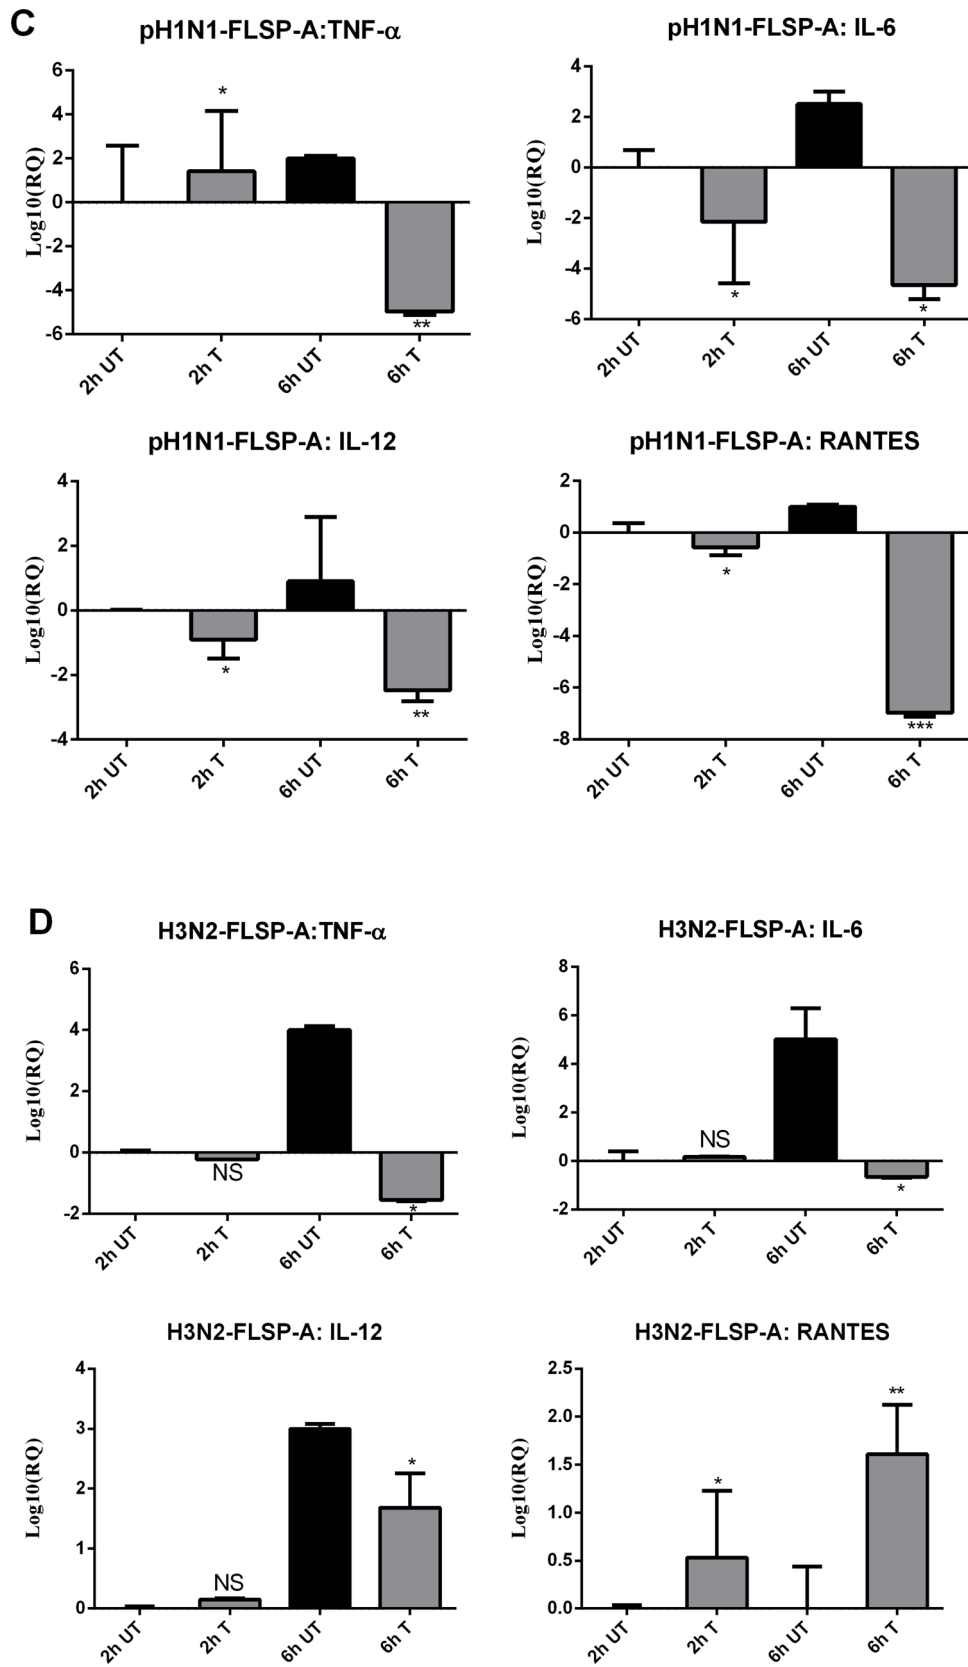 C
pH1N1-FLSP-A:TNF-α
Log10(RQ)
6
4
2
0
-2
-4
-6
*
**
2h UT
2h T
6h UT
6h T
pH1N1-FLSP-A: IL-6
Log10(RQ)
4
2
0
-2
-4
-6
*
*
2h UT
2h T
6h UT
6h T
pH1N1-FLSP-A: IL-12
Log10(RQ)
4
2
0
-2
-4
*
**
2h UT
2h T
6h UT
6h T
pH1N1-FLSP-A: RANTES
Log10(RQ)
2
0
-2
-4
-6
-8
*
***
2h UT
2h T
6h UT
6h T
D
H3N2-FLSP-A:TNF-α
Log10(RQ)
6
4
2
0
-2
NS
*
2h UT
2h T
6h UT
6h T
H3N2-FLSP-A: IL-6
Log10(RQ)
8
6
4
2
0
-2
NS
*
2h UT
2h T
6h UT
6h T
H3N2-FLSP-A: IL-12
Log10(RQ)
4
3
2
1
0
NS
*
2h UT
2h T
6h UT
6h T
H3N2-FLSP-A: RANTES
Log10(RQ)
2.5
2.0
1.5
1.0
0.5
0.0
*
**
2h UT
2h T
6h UT
6h T